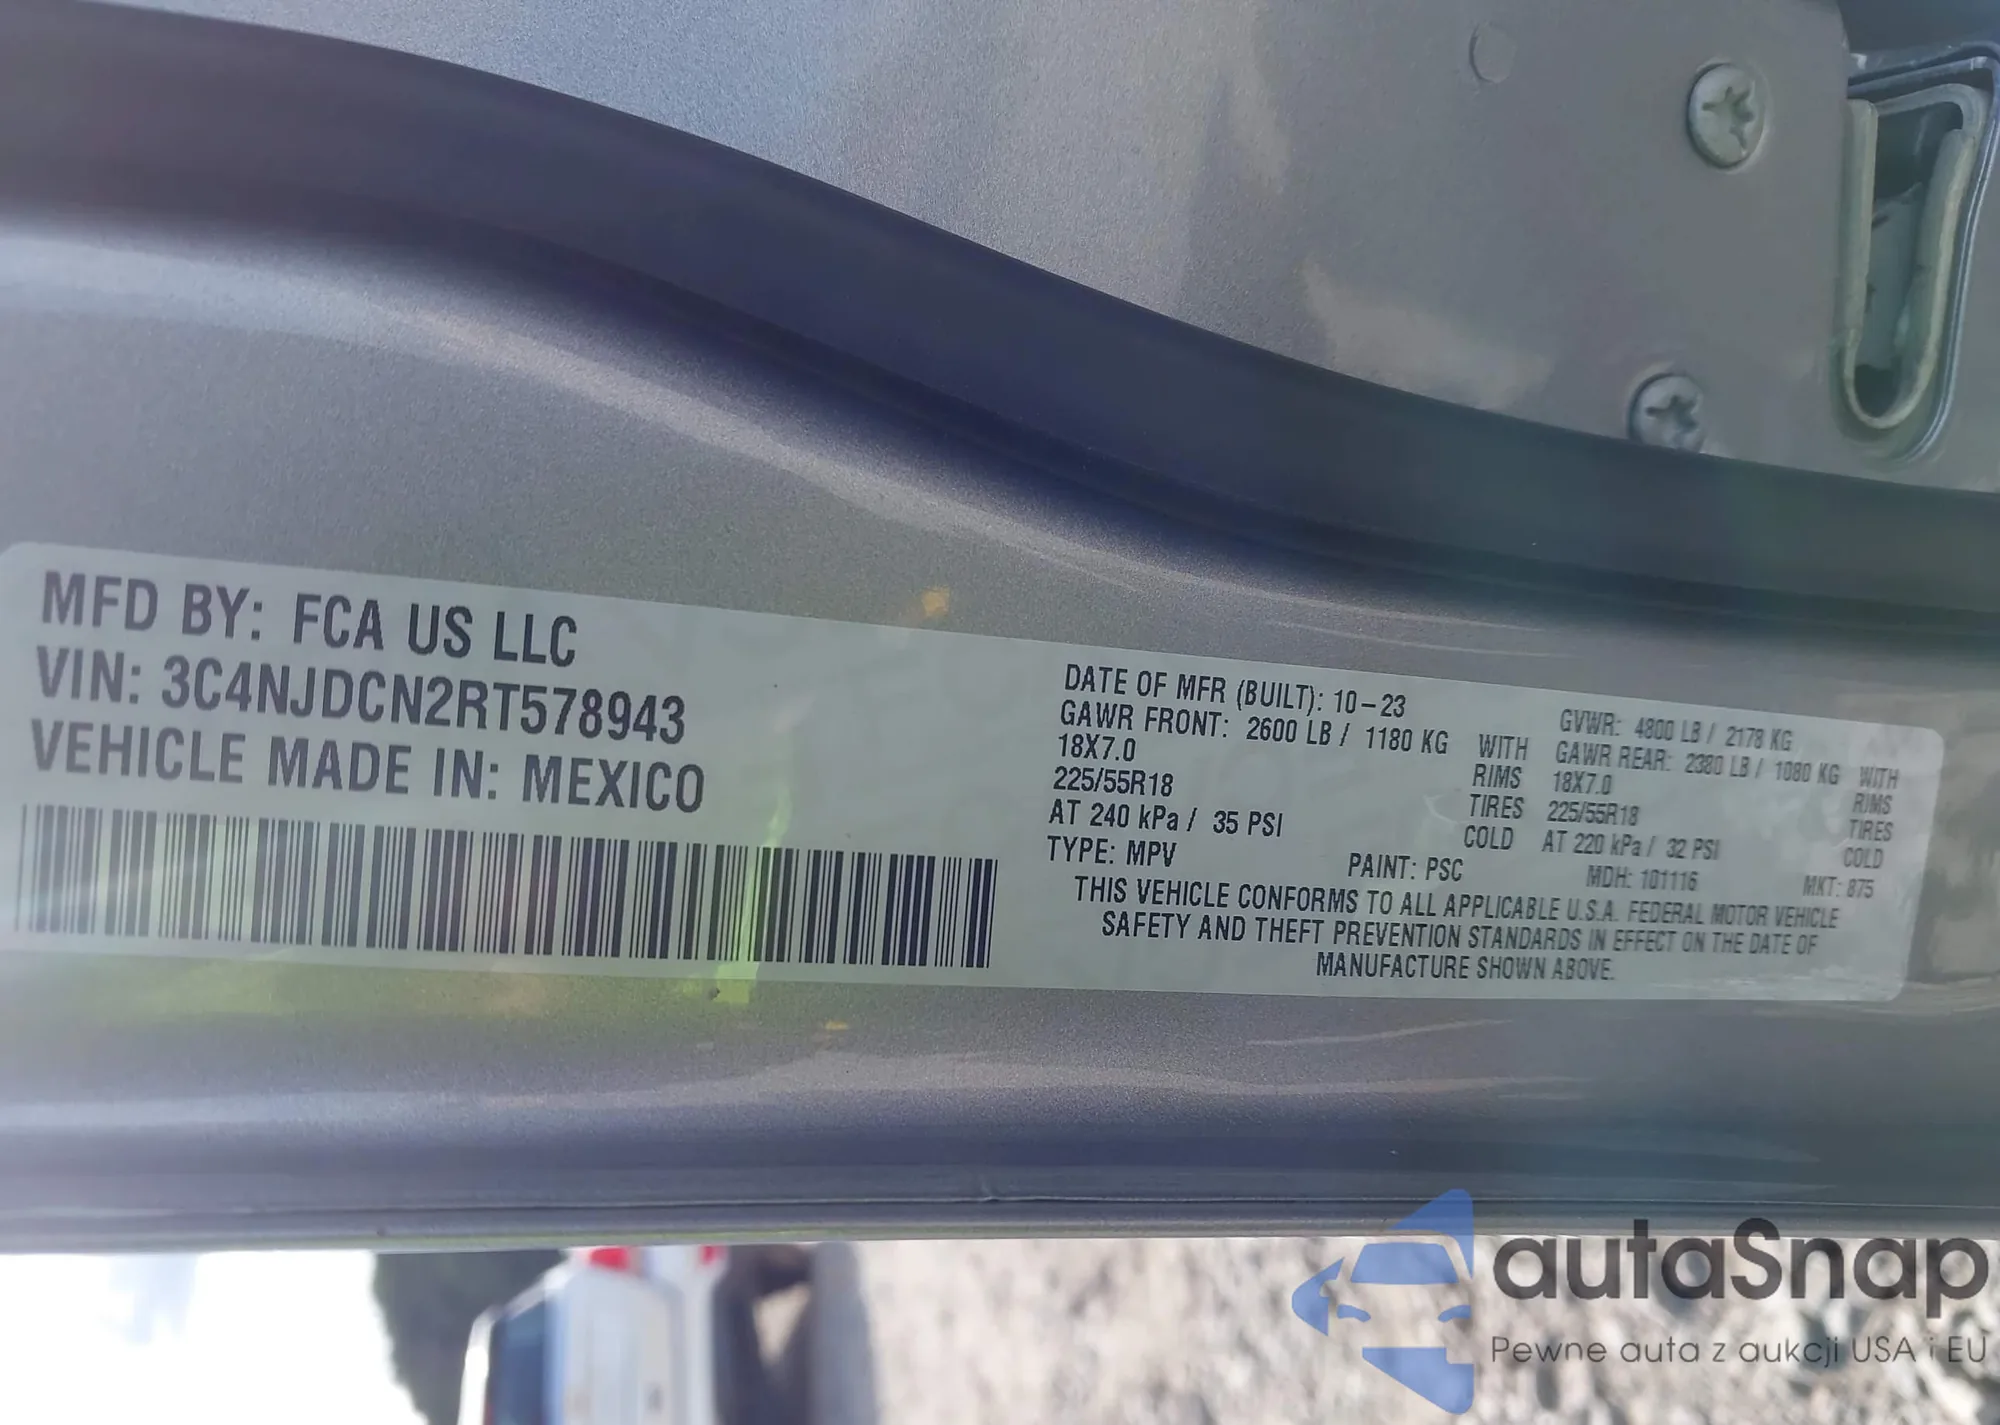 MFD BY: FCA US LLC
VIN: 3C4NJDCN2RT578943
VEHICLE MADE IN: MEXICO
DATE OF MFR (BUILT): 10-23 GVWR: 4800 LB / 2178 KG
GAWR FRONT: 2600 LB / 1180 KG WITH GAWR REAR: 2380 LB / 1080 KG WITH
18X7.0 RIMS 18X7.0 RIMS
225/55R18 TIRES 225/55R18 TIRES
AT 240 kPa / 35 PSI COLD AT 220 kPa / 32 PSI COLD
TYPE: MPV PAINT: PSC MDH: 101116 MKT: 875
THIS VEHICLE CONFORMS TO ALL APPLICABLE U.S.A. FEDERAL MOTOR VEHICLE
SAFETY AND THEFT PREVENTION STANDARDS IN EFFECT ON THE DATE OF
MANUFACTURE SHOWN ABOVE.
autaSnap
Pewne auta z aukcji USA i EU